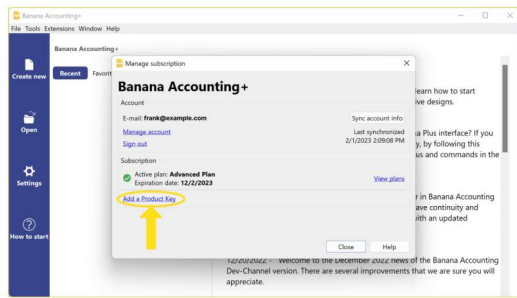 Banana Accounting+
File Tools Extensions Window Help
Banana Accounting+
Create new
Open
Settings
How to start
Recent
Favorit
Manage subscription
Banana Accounting+
Account
E-mail: frank@example.com
Sync account info
Manage account
Last synchronized
2/1/2023 2:09:08 PM
Sign out
Subscription
Active plan: Advanced Plan
Expiration date: 12/2/2023
View plans
Add a Product Key
Close
Help
learn how to start
ive designs.
a Plus interface? If you
y, by following this
us and commands in the
r in Banana Accounting
ave continuity and
with an updated
12/20/2022 - Welcome to the December 2022 news of the Banana Accounting
Dev-Channel version. There are several improvements that we are sure you will
appreciate.